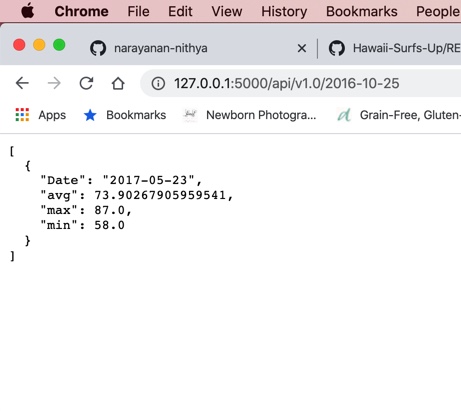 Chrome File Edit View History Bookmarks People
narayanan-nithya × Hawaii-Surfs-Up/RE
127.0.0.1:5000/api/v1.0/2016-10-25
Apps Bookmarks Newborn Photogra... Grain-Free, Gluten-
[
{
"Date": "2017-05-23",
"avg": 73.90267905959541,
"max": 87.0,
"min": 58.0
}
]